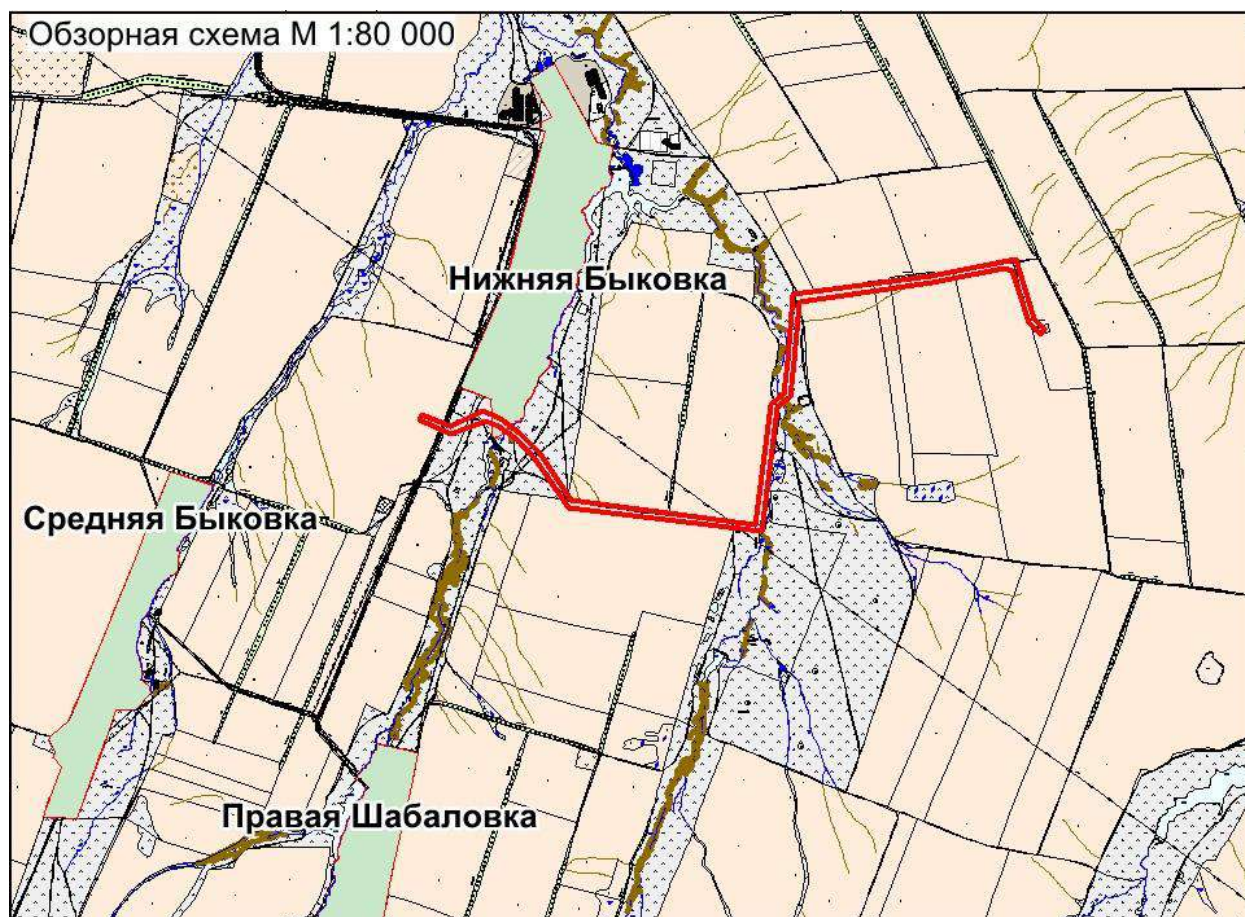 Обзорная схема М 1:80 000
Нижняя Быковка
Средняя Быковка
Правая Шабаловка